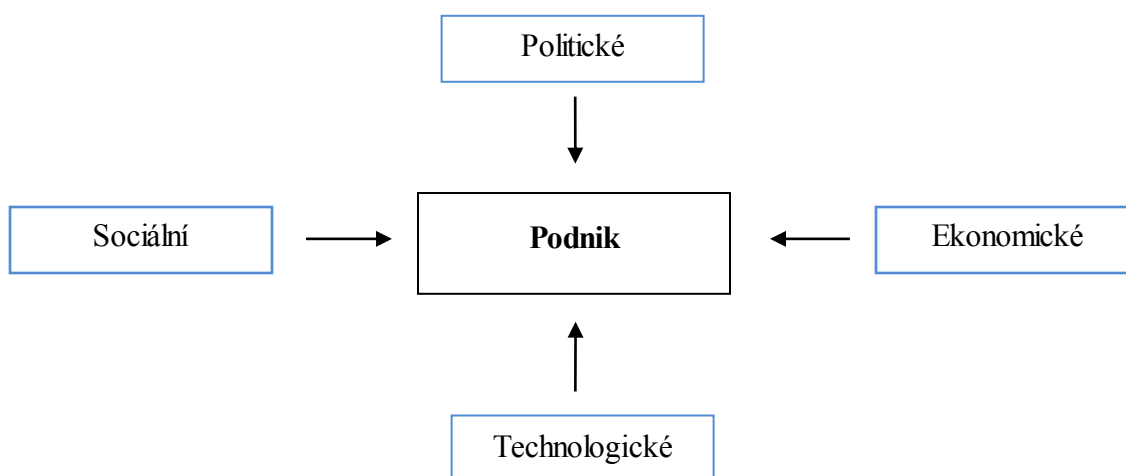 Politické
Sociální
Podnik
Ekonomické
Technologické